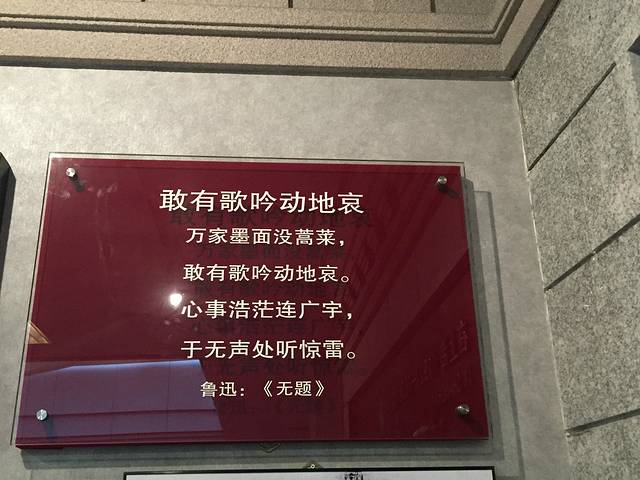 敢有歌吟动地哀
万家墨面没蒿莱，
敢有歌吟动地哀。
心事浩茫连广宇，
于无声处听惊雷。
鲁迅：《无题》